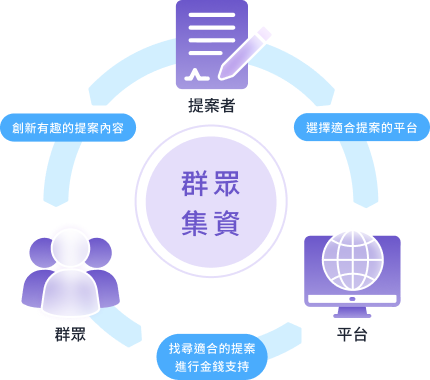 提案者
創新有趣的提案內容
選擇適合提案的平台
群眾
集資
群眾
平台
找尋適合的提案
進行金錢支持